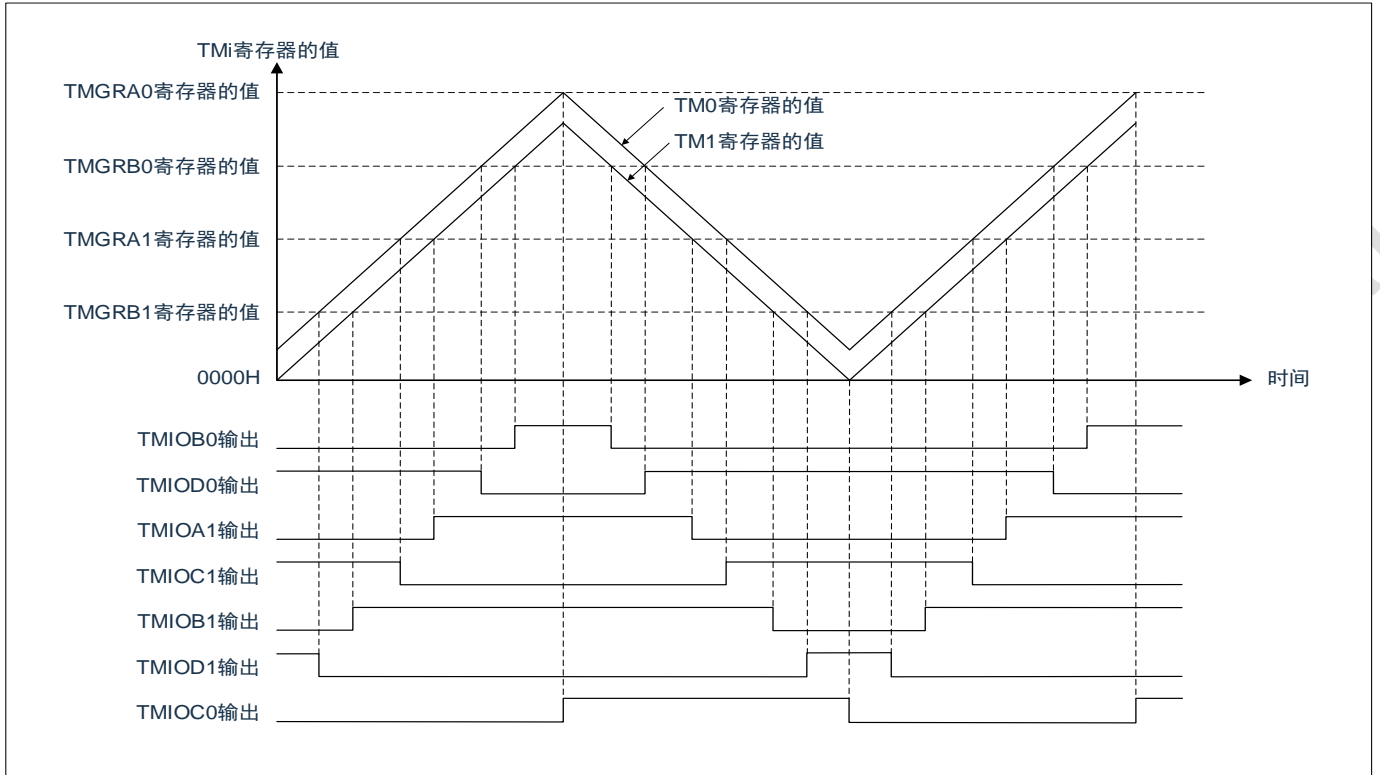 TMi寄存器的值
TMGRA0寄存器的值
TM0寄存器的值
TM1寄存器的值
TMGRB0寄存器的值
TMGRA1寄存器的值
TMGRB1寄存器的值
0000H
时间
TMIOB0输出
TMIOD0输出
TMIOA1输出
TMIOC1输出
TMIOB1输出
TMIOD1输出
TMIOC0输出